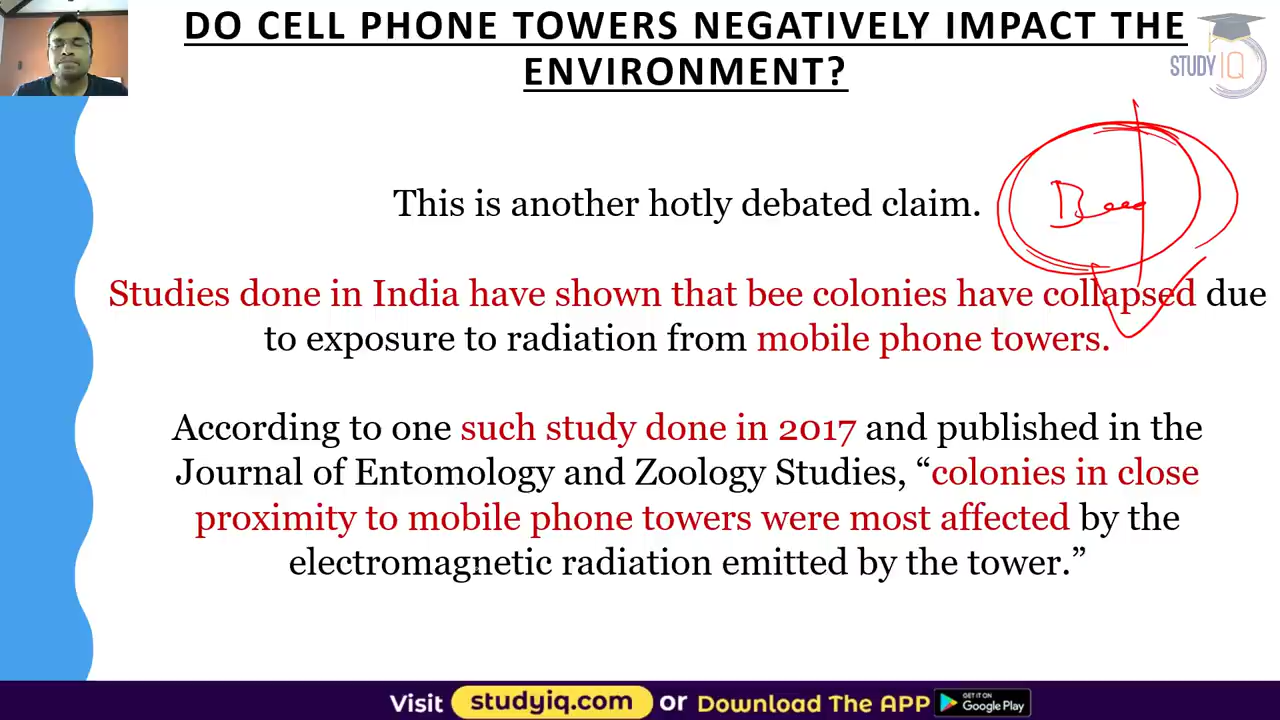 DO CELL PHONE TOWERS NEGATIVELY IMPACT THE
ENVIRONMENT?
STUDY IQ
This is another hotly debated claim.
Bees
Studies done in India have shown that bee colonies have collapsed due
to exposure to radiation from mobile phone towers.
According to one such study done in 2017 and published in the
Journal of Entomology and Zoology Studies, “colonies in close
proximity to mobile phone towers were most affected by the
electromagnetic radiation emitted by the tower.”
Visit studyiq.com or Download The APP GET IT ON Google Play